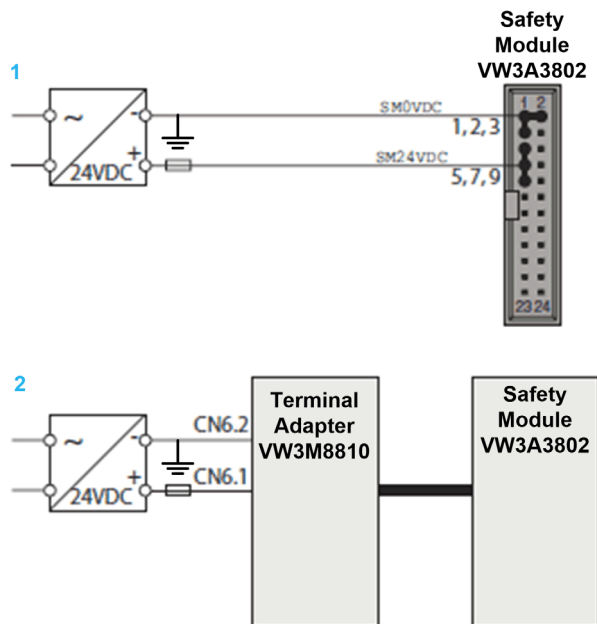 Safety
Module
VW3A3802
1
~
-
+
24VDC
SM0VDC
1,2,3
SM24VDC
5,7,9
1 2
23 24
2
~
-
+
24VDC
CN6.2
CN6.1
Terminal
Adapter
VW3M8810
Safety
Module
VW3A3802